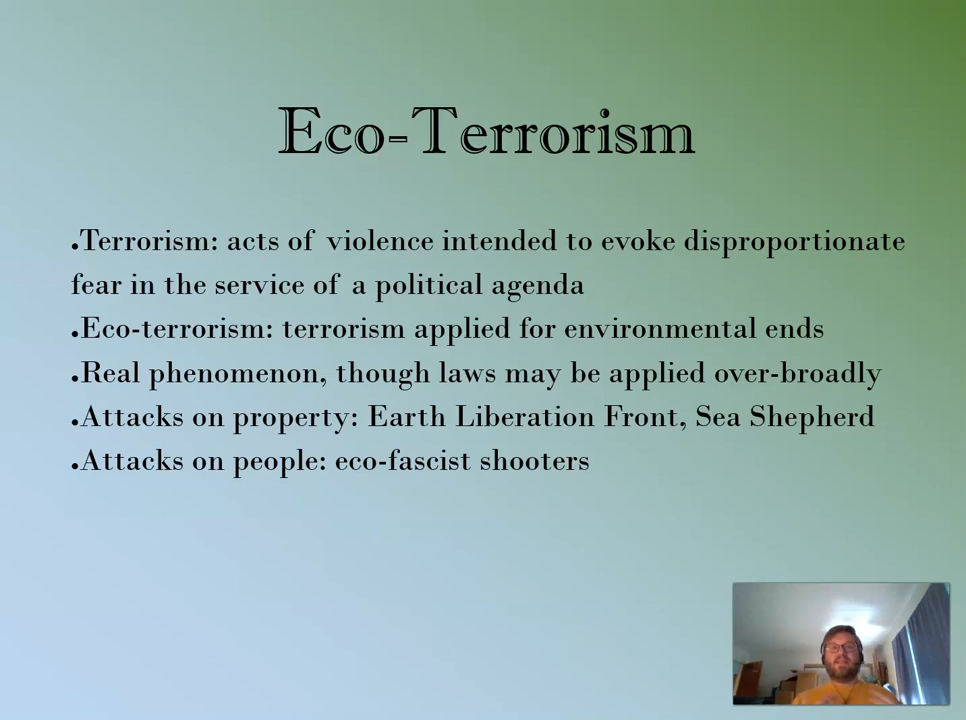 Eco-Terrorism
•Terrorism: acts of violence intended to evoke disproportionate
fear in the service of a political agenda
•Eco-terrorism: terrorism applied for environmental ends
•Real phenomenon, though laws may be applied over-broadly
•Attacks on property: Earth Liberation Front, Sea Shepherd
•Attacks on people: eco-fascist shooters